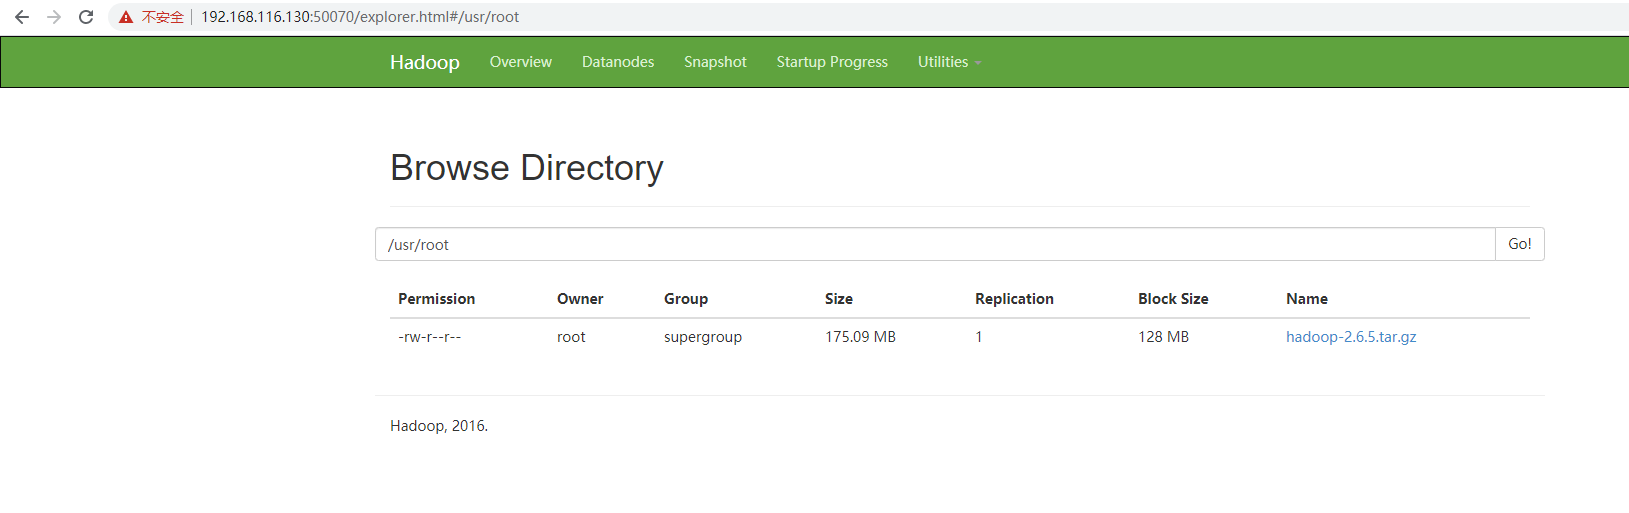 不安全 192.168.116.130:50070/explorer.html#/usr/root
Hadoop Overview Datanodes Snapshot Startup Progress Utilities
Browse Directory
/usr/root Go!
Permission Owner Group Size Replication Block Size Name
-rw-r--r-- root supergroup 175.09 MB 1 128 MB hadoop-2.6.5.tar.gz
Hadoop, 2016.